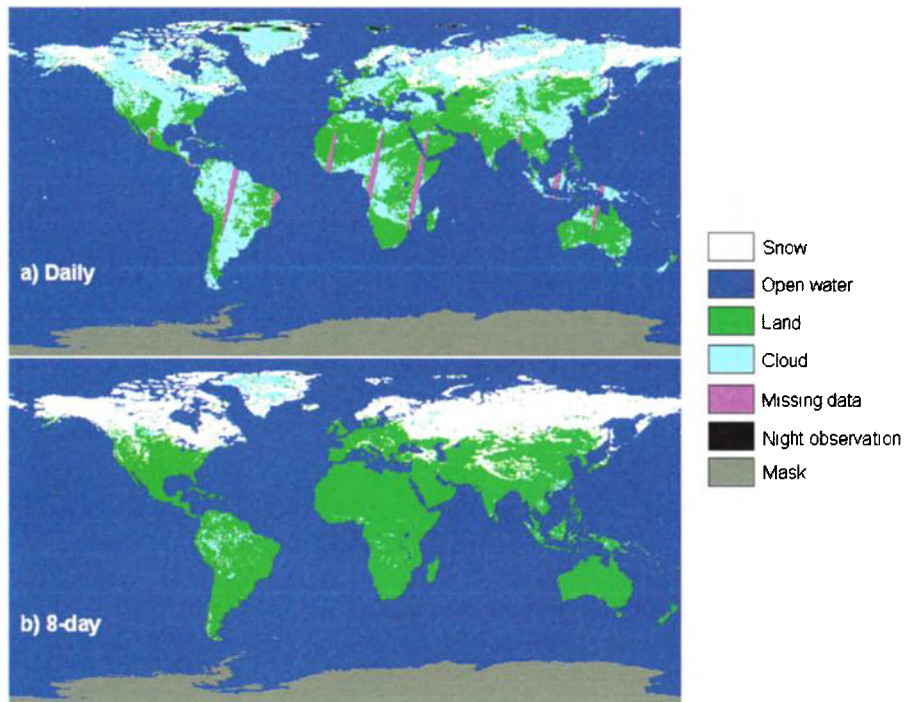 a) Daily
b) 8-day
Snow
Open water
Land
Cloud
Missing data
Night observation
Mask